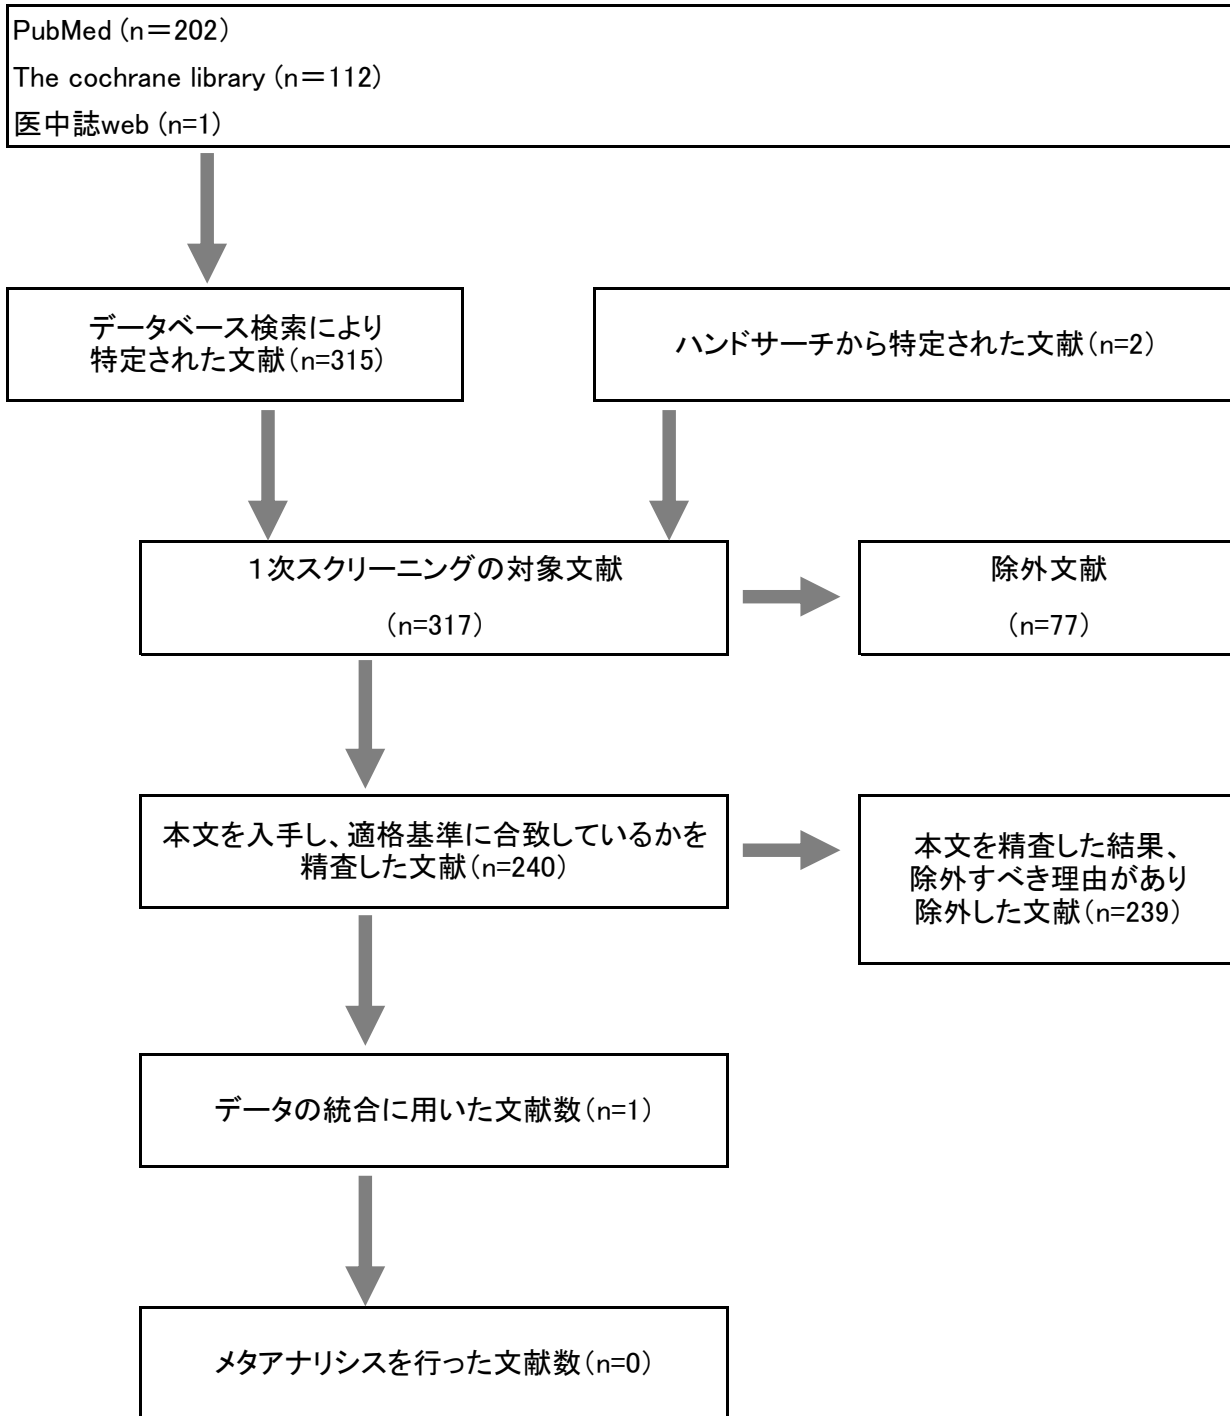 PubMed (n＝202)
The cochrane library (n＝112)
医中誌web (n=1)
データベース検索により
特定された文献（n=315）
ハンドサーチから特定された文献（n=2）
１次スクリーニングの対象文献
（n=317）
除外文献
（n=77）
本文を入手し、適格基準に合致しているかを
精査した文献（n=240）
本文を精査した結果、
除外すべき理由があり
除外した文献（n=239）
データの統合に用いた文献数（n=1）
メタアナリシスを行った文献数（n=0）